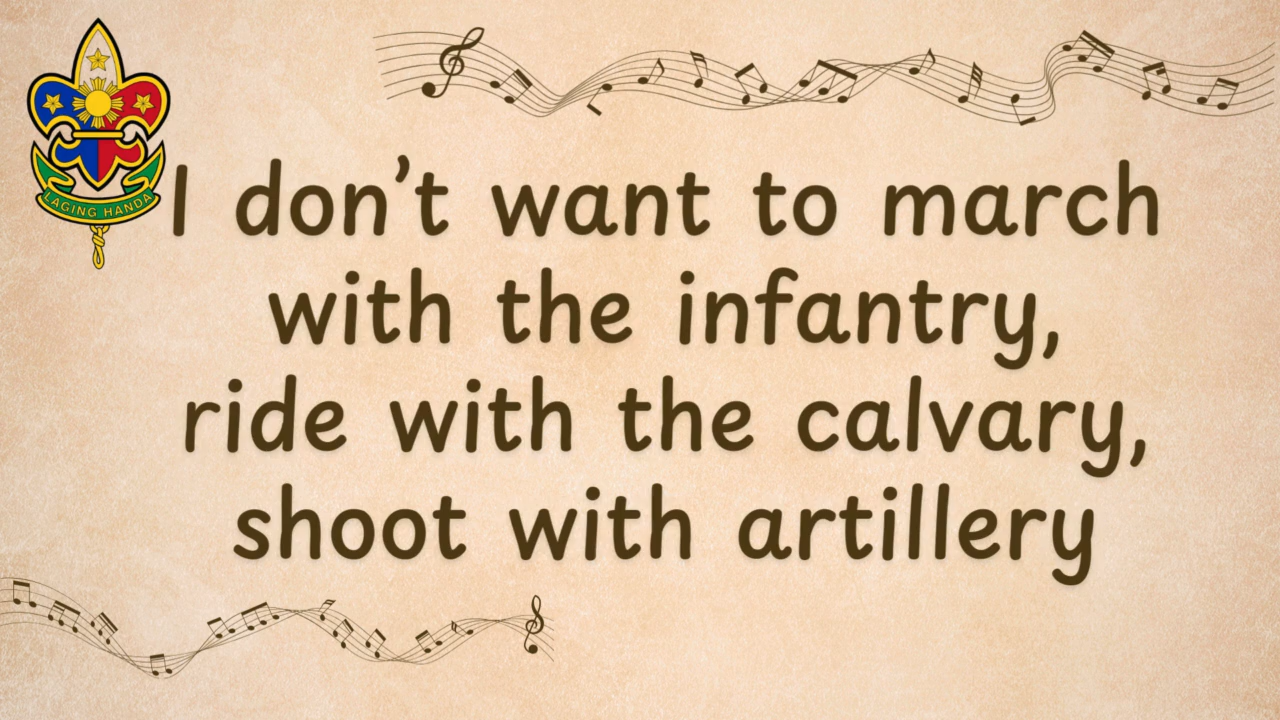 LAGING HANDA
I don't want to march
with the infantry,
ride with the calvary,
shoot with artillery